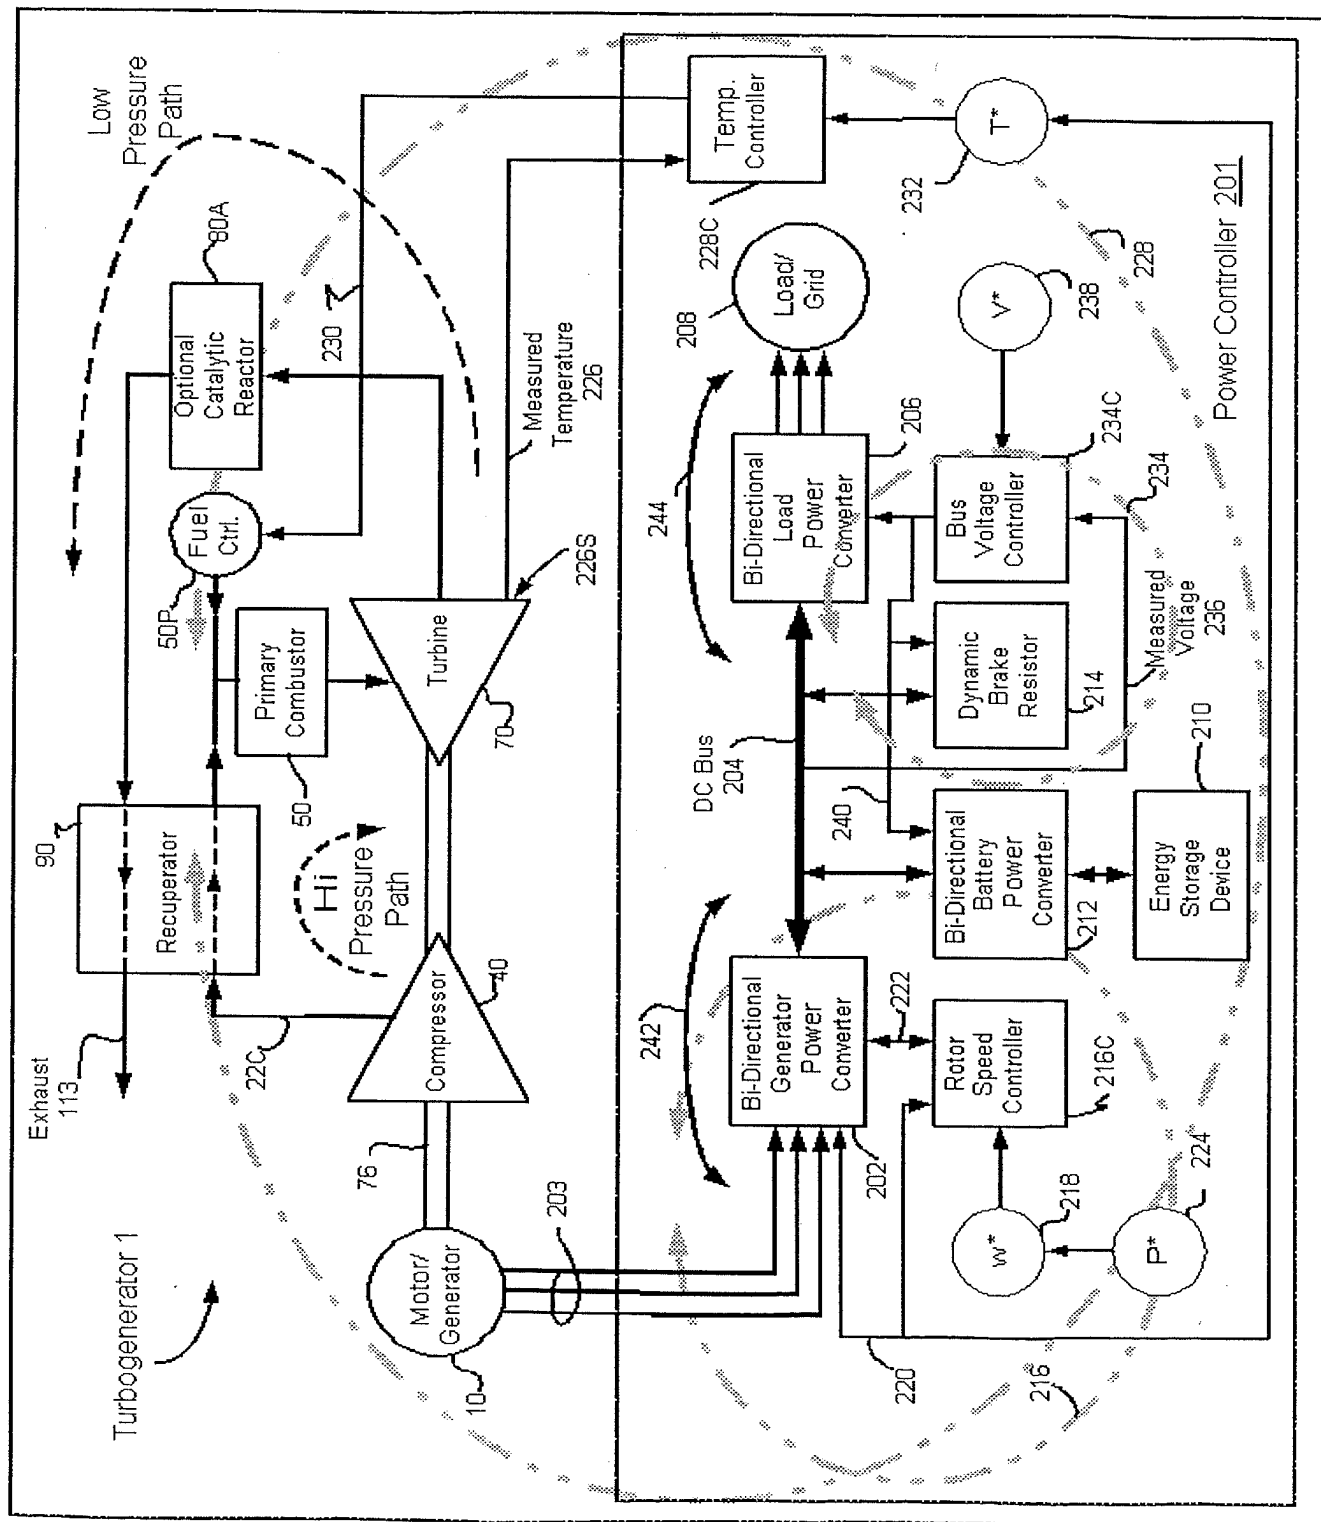 Turbogenerator 1
Exhaust
113
90
Recuperator
22C
Low
Pressure
Path
80A
Optional
Catalytic
Reactor
230
Fuel
Ctrl.
50P
Primary
Combustor
50
Hi
Pressure
Path
Measured
Temperature
226
226S
Turbine
70
Compressor
40
76
Motor/
Generator
10
203
Temp.
Controller
228C
T*
232
228
Power Controller 201
Load/
Grid
208
V*
238
244
Bi-Directional
Load
Power
Converter
206
Bus
Voltage
Controller
234C
234
Measured
Voltage
236
DC Bus
204
Dynamic
Brake
Resistor
214
240
242
Bi-Directional
Battery
Power
Converter
212
210
Energy
Storage
Device
Bi-Directional
Generator
Power
Converter
202
222
Rotor
Speed
Controller
216C
w*
218
P*
224
220
216